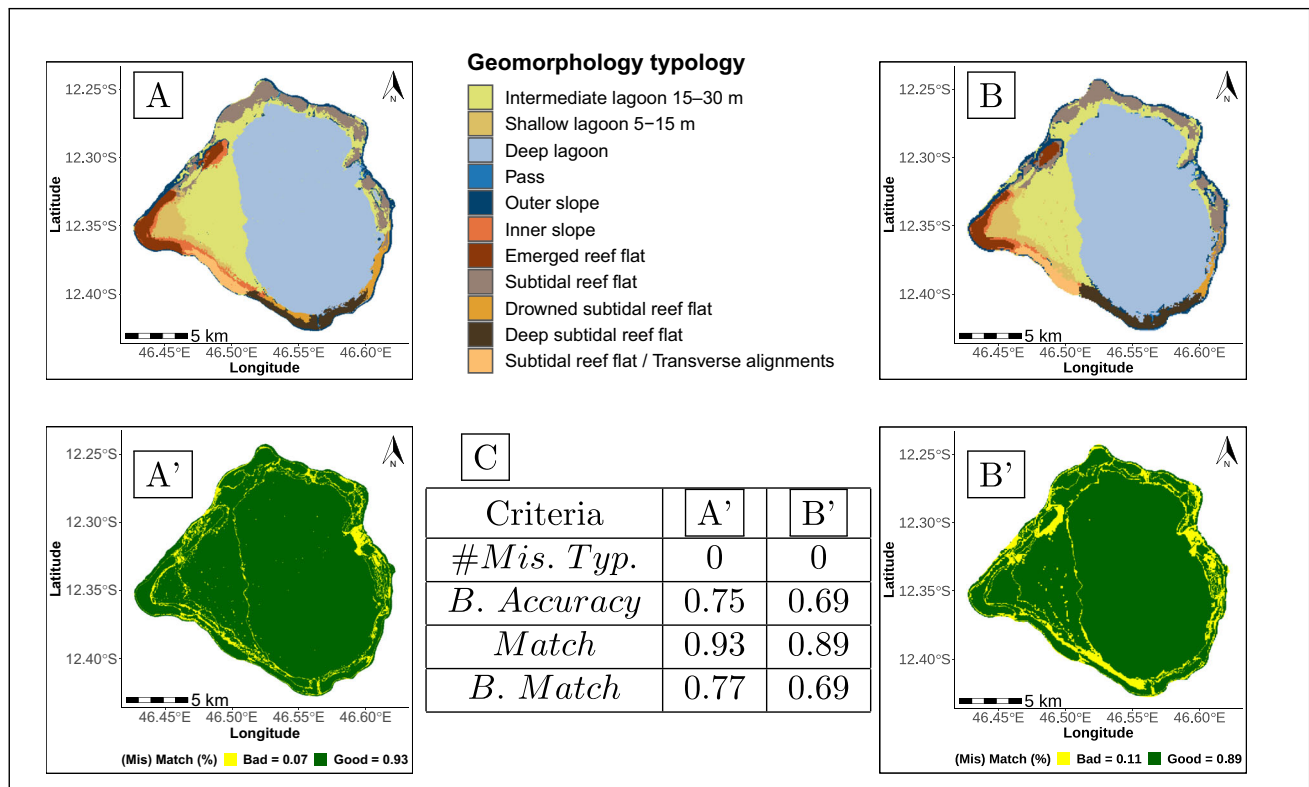 A
N
12.25°S
12.30°S
12.35°S
12.40°S
Latitude
5 km
46.45°E 46.50°E 46.55°E 46.60°E
Longitude
Geomorphology typology
Intermediate lagoon 15–30 m
Shallow lagoon 5−15 m
Deep lagoon
Pass
Outer slope
Inner slope
Emerged reef flat
Subtidal reef flat
Drowned subtidal reef flat
Deep subtidal reef flat
Subtidal reef flat / Transverse alignments
B
N
12.25°S
12.30°S
12.35°S
12.40°S
Latitude
5 km
46.45°E 46.50°E 46.55°E 46.60°E
Longitude
A'
N
12.25°S
12.30°S
12.35°S
12.40°S
Latitude
5 km
46.45°E 46.50°E 46.55°E 46.60°E
Longitude
(Mis) Match (%) Bad = 0.07 Good = 0.93
C
Criteria A' B'
#Mis. Typ. 0 0
B. Accuracy 0.75 0.69
Match 0.93 0.89
B. Match 0.77 0.69
B'
N
12.25°S
12.30°S
12.35°S
12.40°S
Latitude
5 km
46.45°E 46.50°E 46.55°E 46.60°E
Longitude
(Mis) Match (%) Bad = 0.11 Good = 0.89